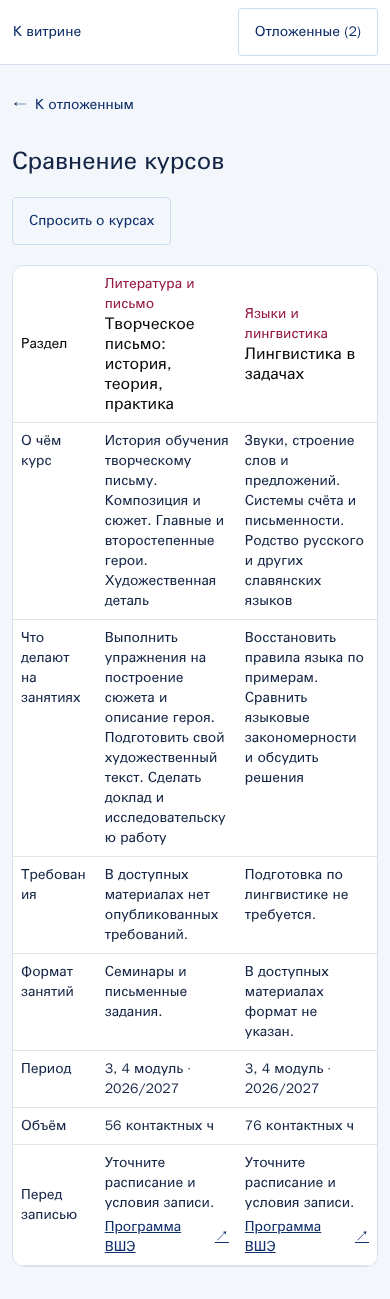 К витрине
Отложенные (2)
← К отложенным
Сравнение курсов
Спросить о курсах
Раздел
Литература и
письмо
Творческое
письмо:
история,
теория,
практика
Языки и
лингвистика
Лингвистика в
задачах
О чём
курс
История обучения
творческому
письму.
Композиция и
сюжет. Главные и
второстепенные
герои.
Художественная
деталь
Звуки, строение
слов и
предложений.
Системы счёта и
письменности.
Родство русского
и других
славянских
языков
Что
делают
на
занятиях
Выполнить
упражнения на
построение
сюжета и
описание героя.
Подготовить свой
художественный
текст. Сделать
доклад и
исследовательску
ю работу
Восстановить
правила языка по
примерам.
Сравнить
языковые
закономерности
и обсудить
решения
Требован
ия
В доступных
материалах нет
опубликованных
требований.
Подготовка по
лингвистике не
требуется.
Формат
занятий
Семинары и
письменные
задания.
В доступных
материалах
формат не
указан.
Период
3, 4 модуль ·
2026/2027
3, 4 модуль ·
2026/2027
Объём
56 контактных ч
76 контактных ч
Перед
записью
Уточните
расписание и
условия записи.
Программа
ВШЭ ↗
Уточните
расписание и
условия записи.
Программа
ВШЭ ↗